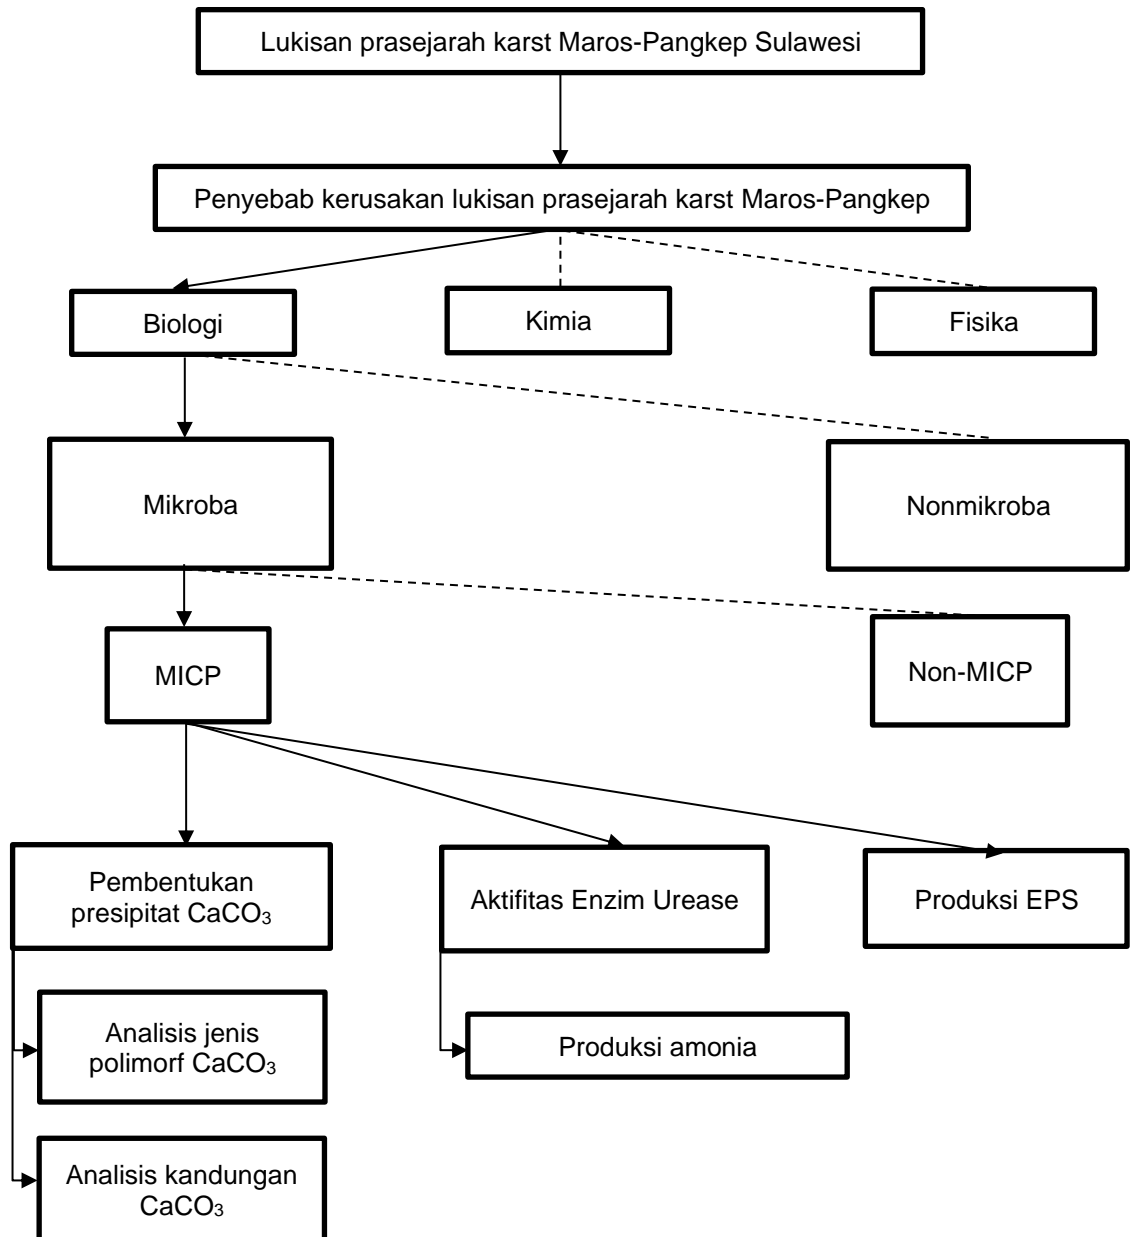 Lukisan prasejarah karst Maros-Pangkep Sulawesi
Penyebab kerusakan lukisan prasejarah karst Maros-Pangkep
Biologi
Kimia
Fisika
Mikroba
Nonmikroba
MICP
Non-MICP
Pembentukan
presipitat CaCO₃
Aktifitas Enzim Urease
Produksi EPS
Analisis jenis
polimorf CaCO₃
Produksi amonia
Analisis kandungan
CaCO₃